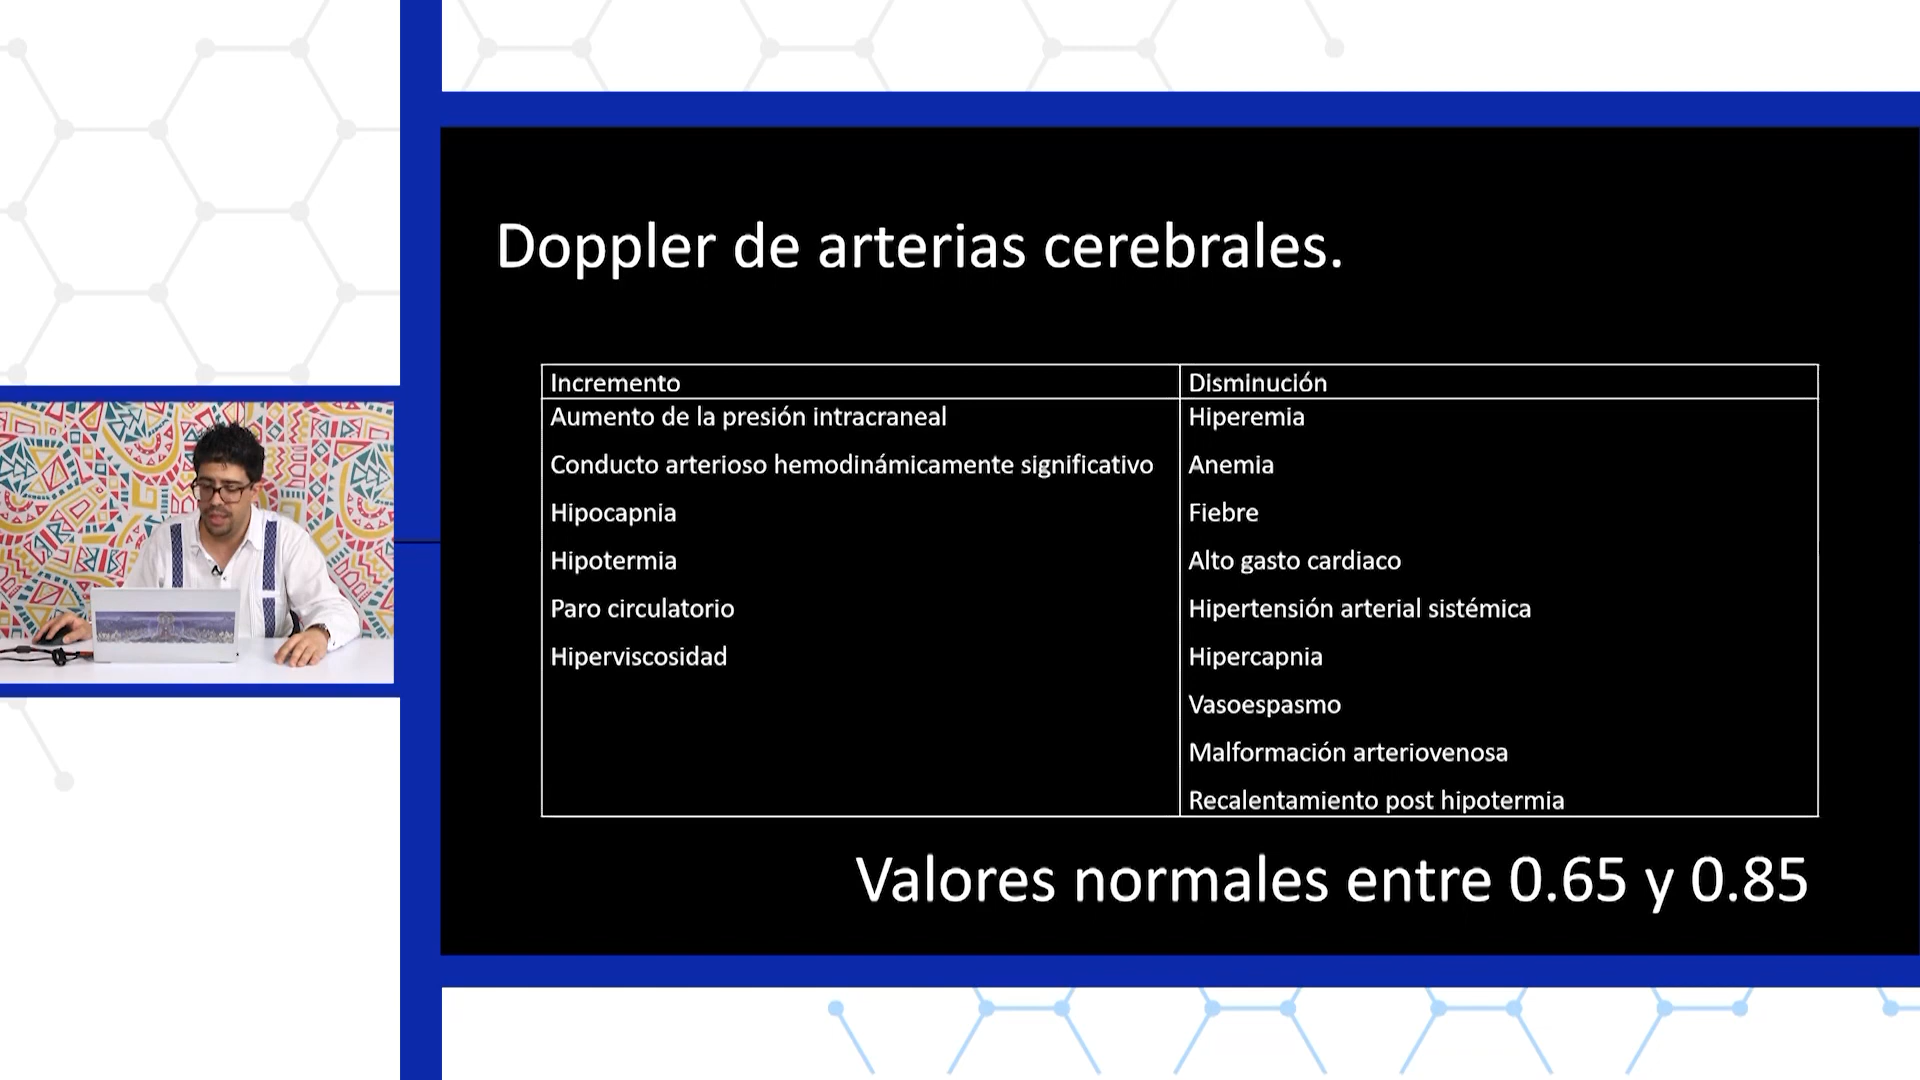 Doppler de arterias cerebrales.
Incremento
Disminución
Aumento de la presión intracraneal
Hiperemia
Conducto arterioso hemodinámicamente significativo
Anemia
Hipocapnia
Fiebre
Hipotermia
Alto gasto cardiaco
Paro circulatorio
Hipertensión arterial sistémica
Hiperviscosidad
Hipercapnia
Vasoespasmo
Malformación arteriovenosa
Recalentamiento post hipotermia
Valores normales entre 0.65 y 0.85